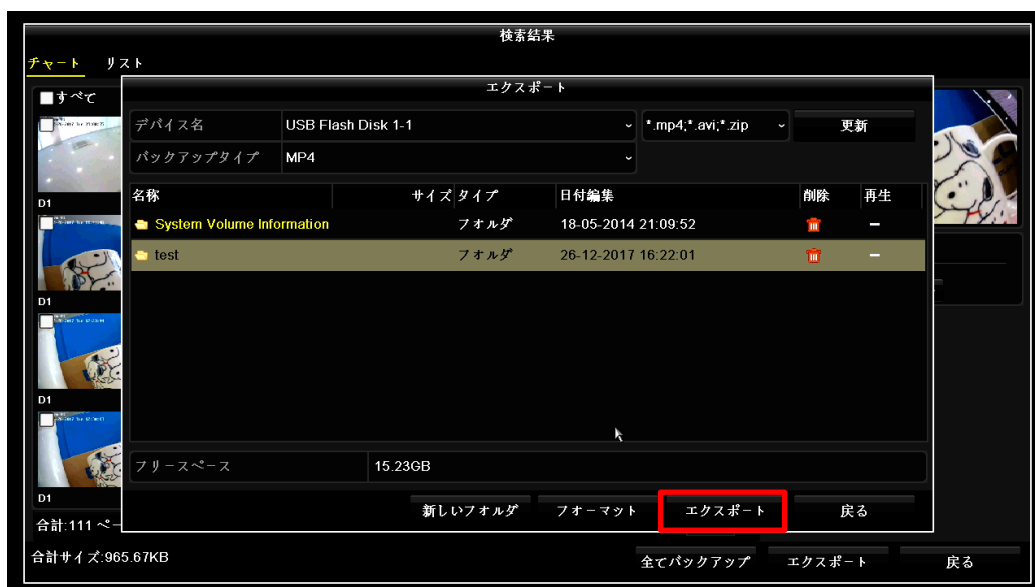 検索結果
チャート リスト
エクスポート
すべて
デバイス名 USB Flash Disk 1-1 *.mp4;*.avi;*.zip 更新
バックアップタイプ MP4
名称 サイズ タイプ 日付編集 削除 再生
System Volume Information フォルダ 18-05-2014 21:09:52 –
test フォルダ 26-12-2017 16:22:01 –
D1
D1
D1
D1
フリースペース 15.23GB
新しいフォルダ フォーマット エクスポート 戻る
合計:111 ペー
合計サイズ:965.67KB 全てバックアップ エクスポート 戻る